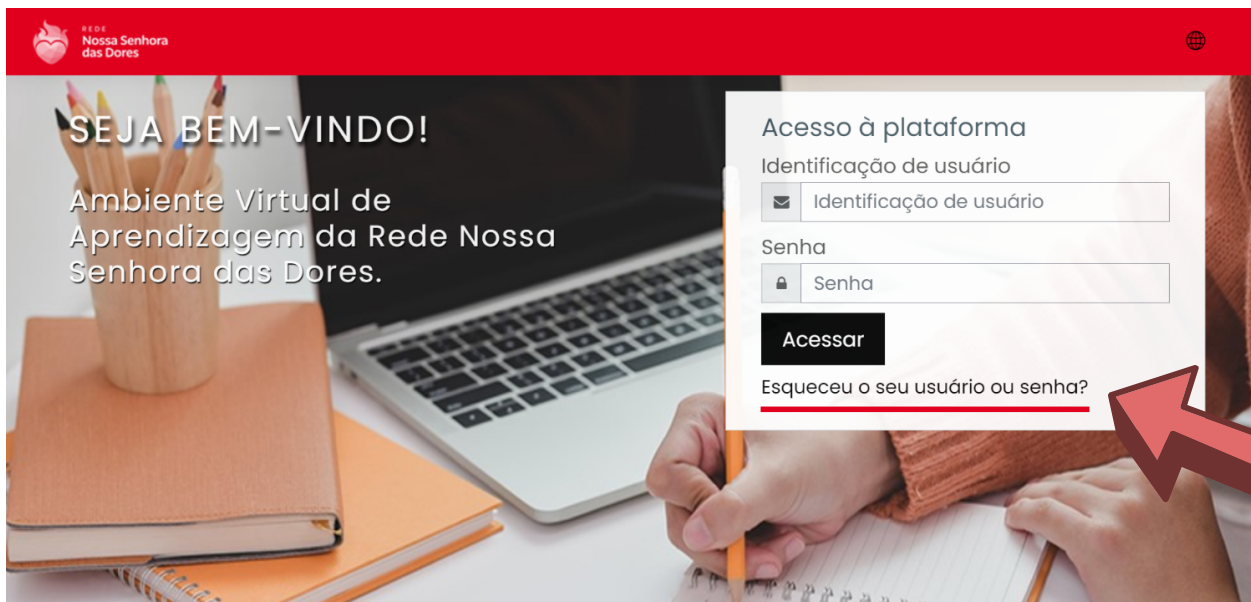 REDE
Nossa Senhora
das Dores
SEJA BEM-VINDO!
Ambiente Virtual de
Aprendizagem da Rede Nossa
Senhora das Dores.
Acesso à plataforma
Identificação de usuário
Identificação de usuário
Senha
Senha
Acessar
Esqueceu o seu usuário ou senha?